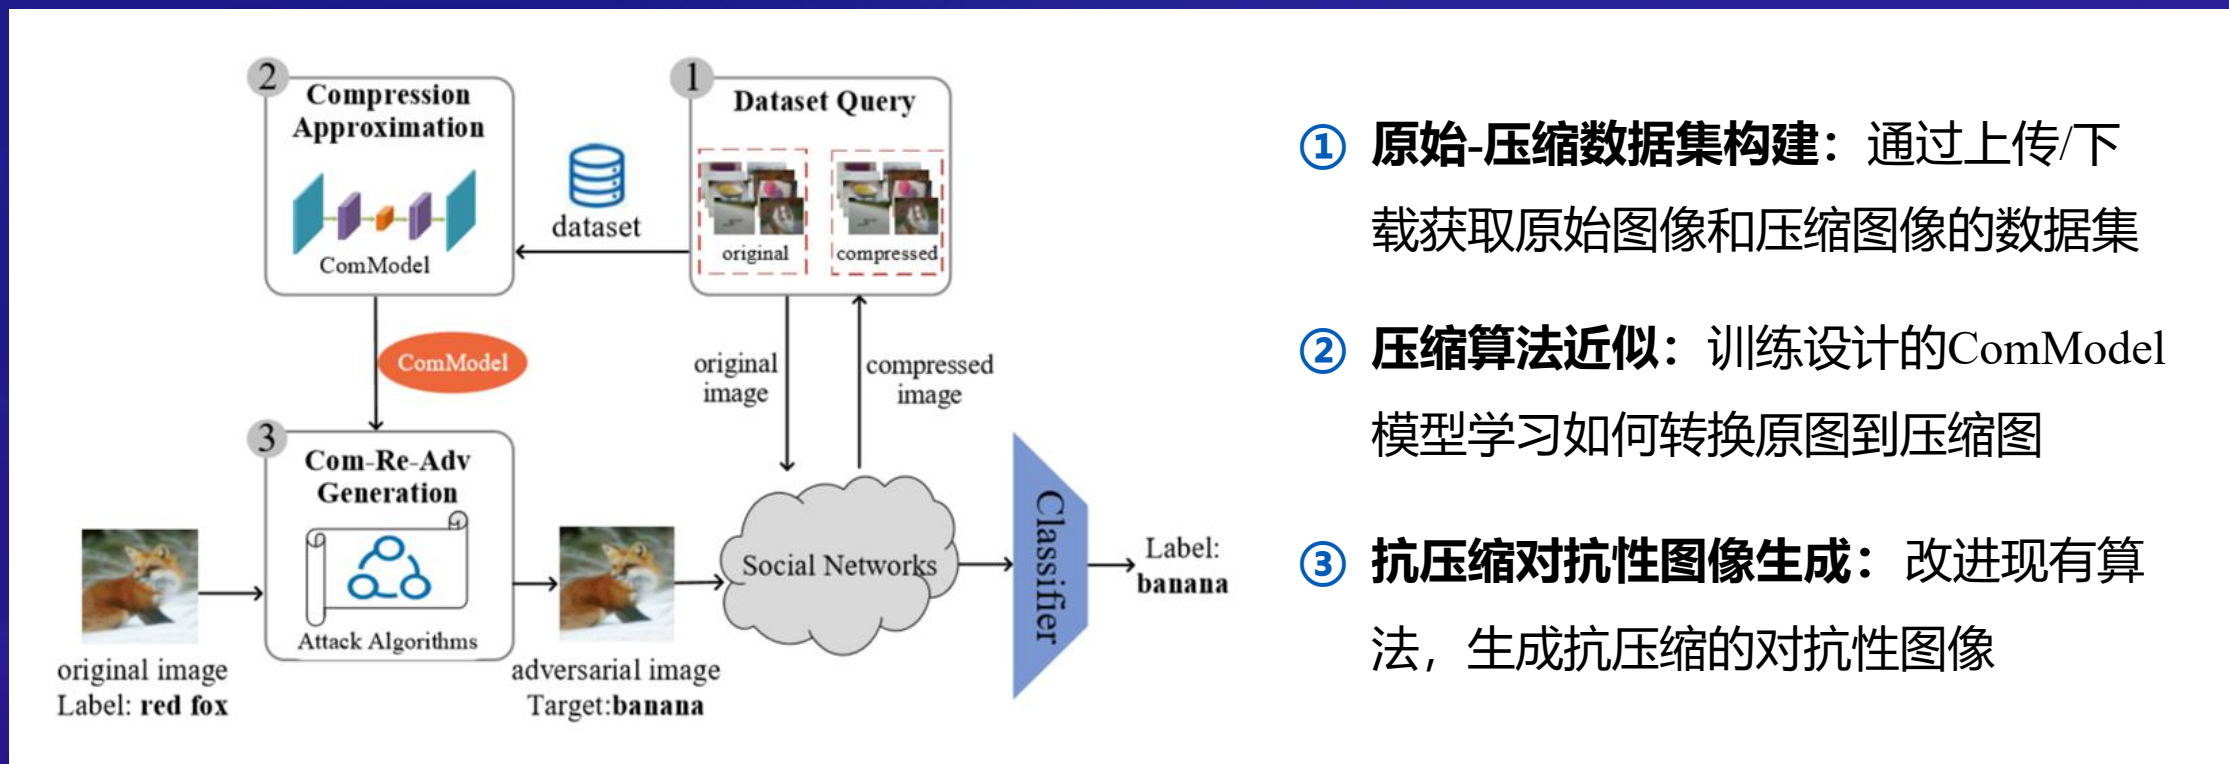 2
Compression
Approximation
ComModel
dataset
1
Dataset Query
original
compressed
ComModel
original
image
compressed
image
3
Com-Re-Adv
Generation
Attack Algorithms
original image
Label: red fox
adversarial image
Target:banana
Social Networks
Classifier
Label:
banana
① 原始-压缩数据集构建：通过上传/下
载获取原始图像和压缩图像的数据集
② 压缩算法近似：训练设计的ComModel
模型学习如何转换原图到压缩图
③ 抗压缩对抗性图像生成：改进现有算
法，生成抗压缩的对抗性图像